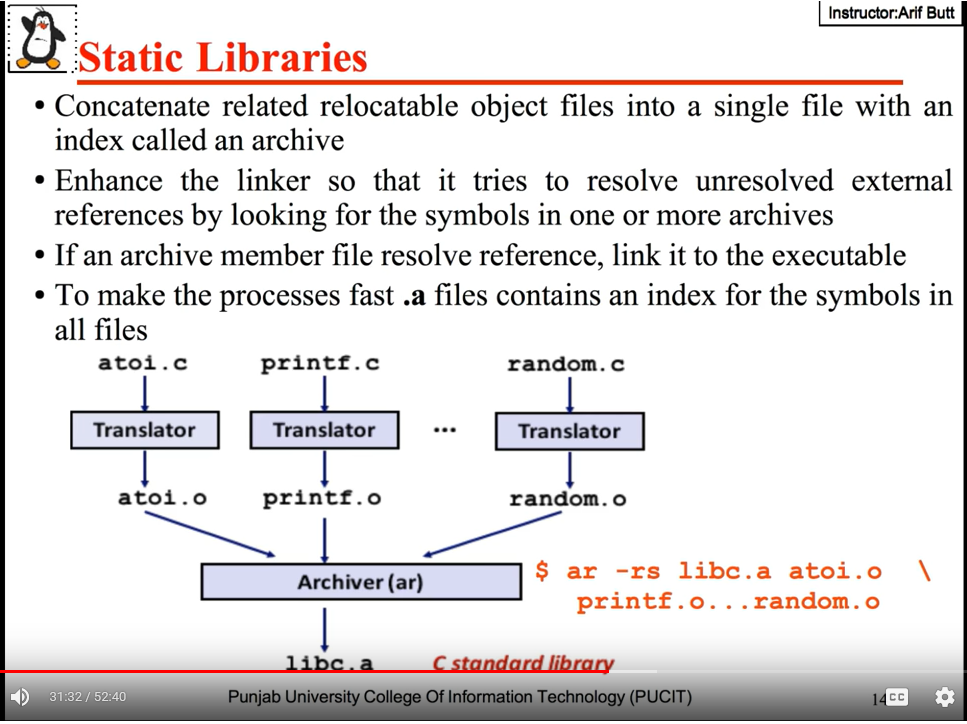 Instructor:Arif Butt
Static Libraries
• Concatenate related relocatable object files into a single file with an
index called an archive
• Enhance the linker so that it tries to resolve unresolved external
references by looking for the symbols in one or more archives
• If an archive member file resolve reference, link it to the executable
• To make the processes fast .a files contains an index for the symbols in
all files
atoi.c printf.c random.c
Translator Translator ... Translator
atoi.o printf.o random.o
Archiver (ar) $ ar -rs libc.a atoi.o \
printf.o...random.o
libc.a C standard library
31:32 / 52:40 Punjab University College Of Information Technology (PUCIT) 14 CC